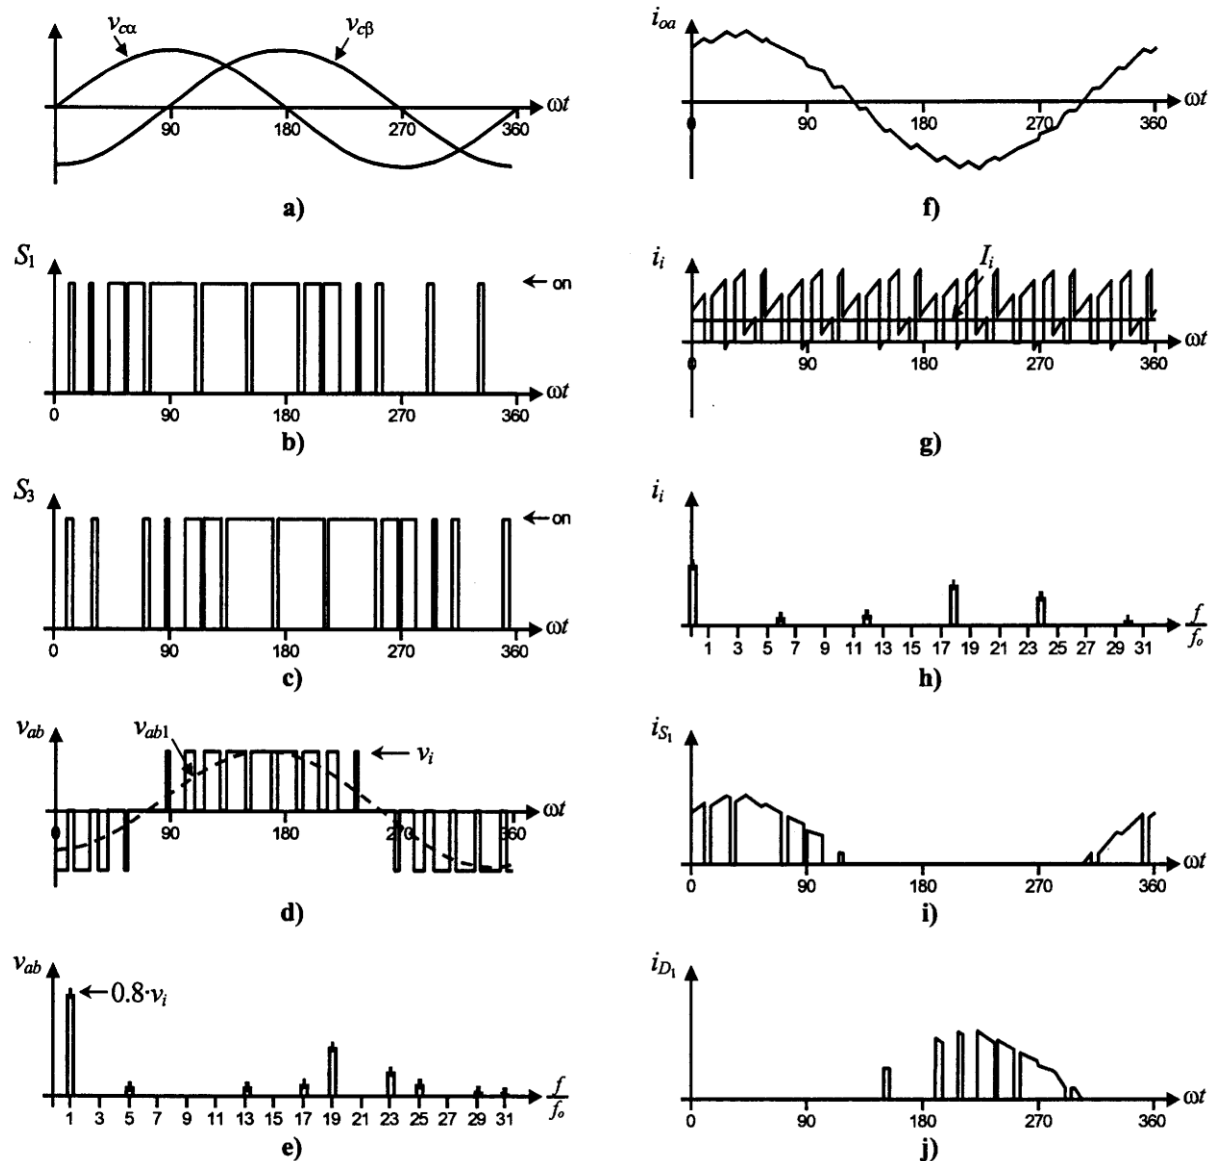 v_cα
v_cβ
ωt
90
180
270
360
a)
S_1
on
ωt
0
90
180
270
360
b)
S_3
on
ωt
0
90
180
270
360
c)
v_ab
v_ab1
v_i
ωt
0
90
180
270
360
d)
v_ab
0.8·v_i
1 3 5 7 9 11 13 15 17 19 21 23 25 27 29 31
f/f_o
e)
i_oa
ωt
0
90
180
270
360
f)
i_i
I_i
ωt
0
90
180
270
360
g)
i_i
1 3 5 7 9 11 13 15 17 19 21 23 25 27 29 31
f/f_o
h)
i_S_1
ωt
0
90
180
270
360
i)
i_D_1
ωt
0
90
180
270
360
j)